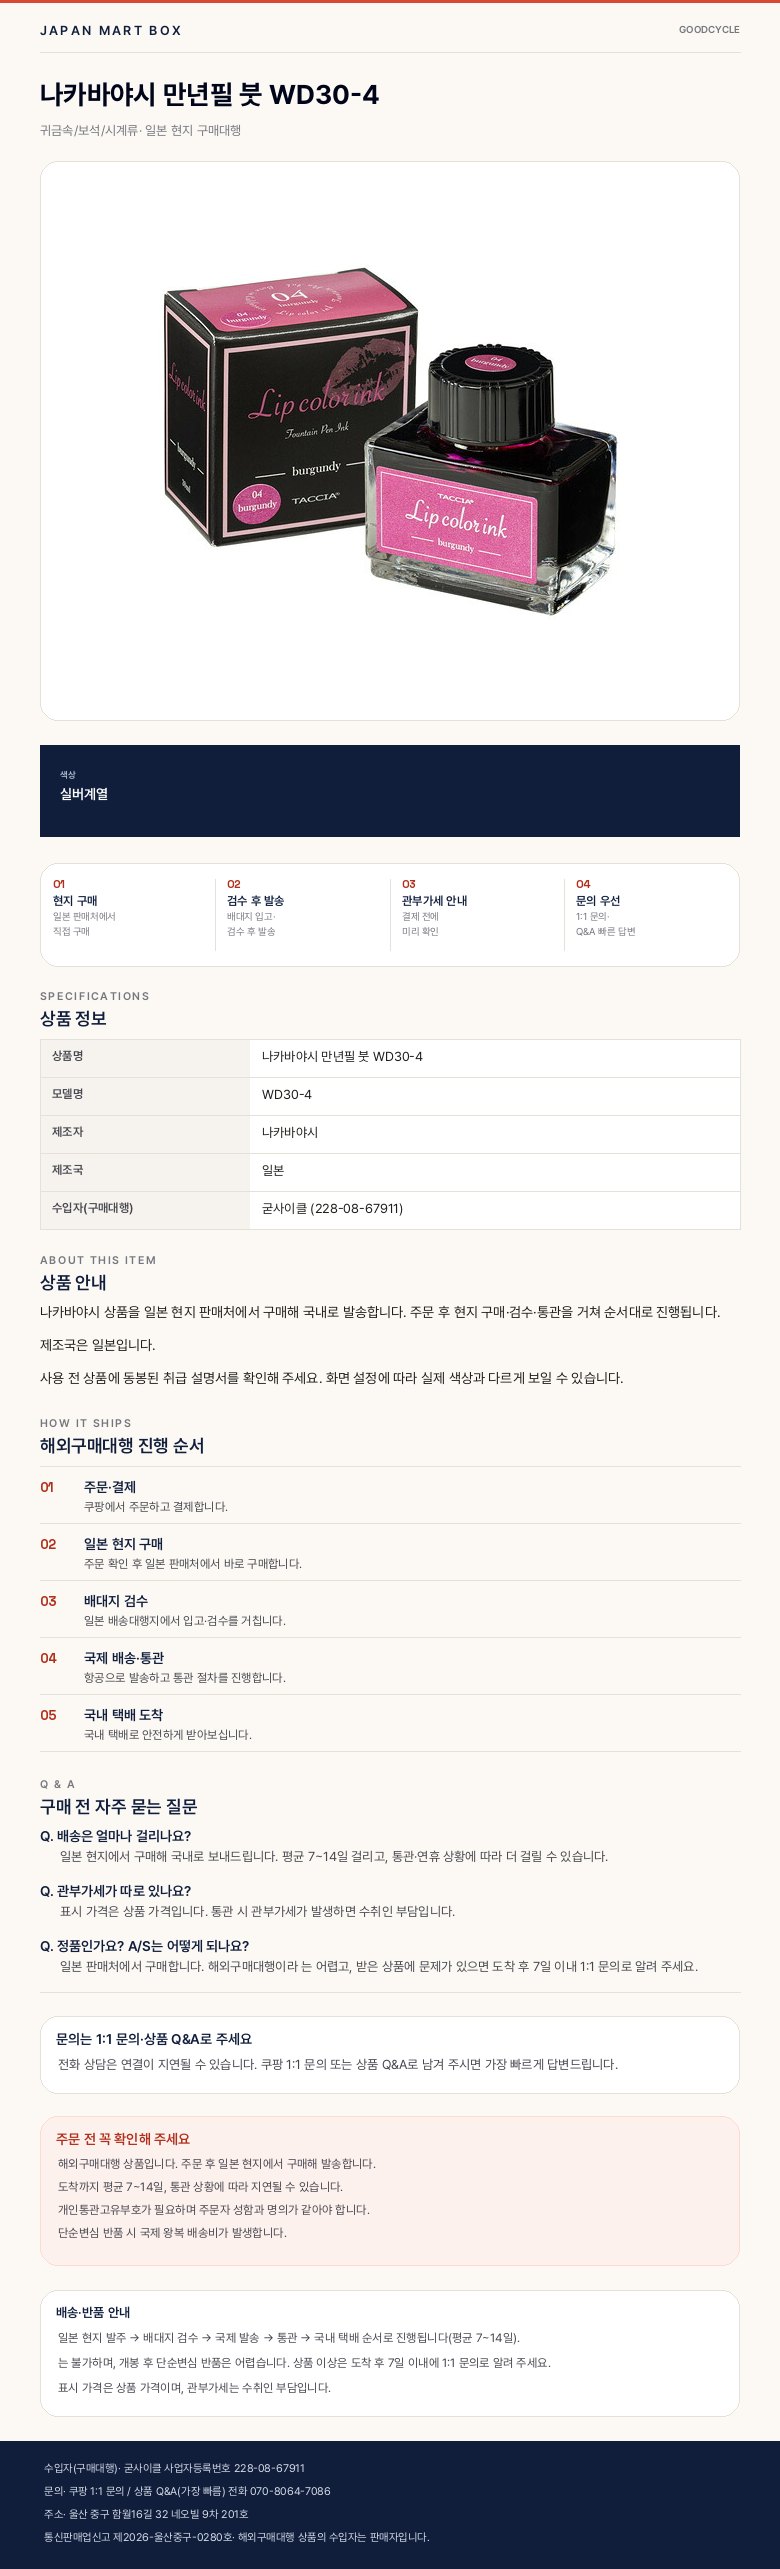 JAPAN MART BOX
GOODCYCLE
나카바야시 만년필 붓 WD30-4
귀금속/보석/시계류· 일본 현지 구매대행
04
burgundy
Lip color ink
04
burgundy
Lip color ink
Lip color ink
Fountain Pen Ink
burgundy
burgundy
04
burgundy
TACCIA
04
burgundy
TACCIA
Lip color ink
burgundy
색상
실버계열
01
현지 구매
일본 판매처에서
직접 구매
02
검수 후 발송
배대지 입고·
검수 후 발송
03
관부가세 안내
결제 전에
미리 확인
04
문의 우선
1:1 문의·
Q&A 빠른 답변
SPECIFICATIONS
상품 정보
상품명 나카바야시 만년필 붓 WD30-4
모델명 WD30-4
제조자 나카바야시
제조국 일본
수입자(구매대행) 굳사이클 (228-08-67911)
ABOUT THIS ITEM
상품 안내
나카바야시 상품을 일본 현지 판매처에서 구매해 국내로 발송합니다. 주문 후 현지 구매·검수·통관을 거쳐 순서대로 진행됩니다.
제조국은 일본입니다.
사용 전 상품에 동봉된 취급 설명서를 확인해 주세요. 화면 설정에 따라 실제 색상과 다르게 보일 수 있습니다.
HOW IT SHIPS
해외구매대행 진행 순서
01 주문·결제
쿠팡에서 주문하고 결제합니다.
02 일본 현지 구매
주문 확인 후 일본 판매처에서 바로 구매합니다.
03 배대지 검수
일본 배송대행지에서 입고·검수를 거칩니다.
04 국제 배송·통관
항공으로 발송하고 통관 절차를 진행합니다.
05 국내 택배 도착
국내 택배로 안전하게 받아보십니다.
Q & A
구매 전 자주 묻는 질문
Q. 배송은 얼마나 걸리나요?
일본 현지에서 구매해 국내로 보내드립니다. 평균 7~14일 걸리고, 통관·연휴 상황에 따라 더 걸릴 수 있습니다.
Q. 관부가세가 따로 있나요?
표시 가격은 상품 가격입니다. 통관 시 관부가세가 발생하면 수취인 부담입니다.
Q. 정품인가요? A/S는 어떻게 되나요?
일본 판매처에서 구매합니다. 해외구매대행이라 는 어렵고, 받은 상품에 문제가 있으면 도착 후 7일 이내 1:1 문의로 알려 주세요.
문의는 1:1 문의·상품 Q&A로 주세요
전화 상담은 연결이 지연될 수 있습니다. 쿠팡 1:1 문의 또는 상품 Q&A로 남겨 주시면 가장 빠르게 답변드립니다.
주문 전 꼭 확인해 주세요
해외구매대행 상품입니다. 주문 후 일본 현지에서 구매해 발송합니다.
도착까지 평균 7~14일, 통관 상황에 따라 지연될 수 있습니다.
개인통관고유부호가 필요하며 주문자 성함과 명의가 같아야 합니다.
단순변심 반품 시 국제 왕복 배송비가 발생합니다.
배송·반품 안내
일본 현지 발주 → 배대지 검수 → 국제 발송 → 통관 → 국내 택배 순서로 진행됩니다(평균 7~14일).
는 불가하며, 개봉 후 단순변심 반품은 어렵습니다. 상품 이상은 도착 후 7일 이내에 1:1 문의로 알려 주세요.
표시 가격은 상품 가격이며, 관부가세는 수취인 부담입니다.
수입자(구매대행)· 굳사이클 사업자등록번호 228-08-67911
문의· 쿠팡 1:1 문의 / 상품 Q&A(가장 빠름) 전화 070-8064-7086
주소· 울산 중구 함월16길 32 네오빌 9차 201호
통신판매업신고 제2026-울산중구-0280호· 해외구매대행 상품의 수입자는 판매자입니다.